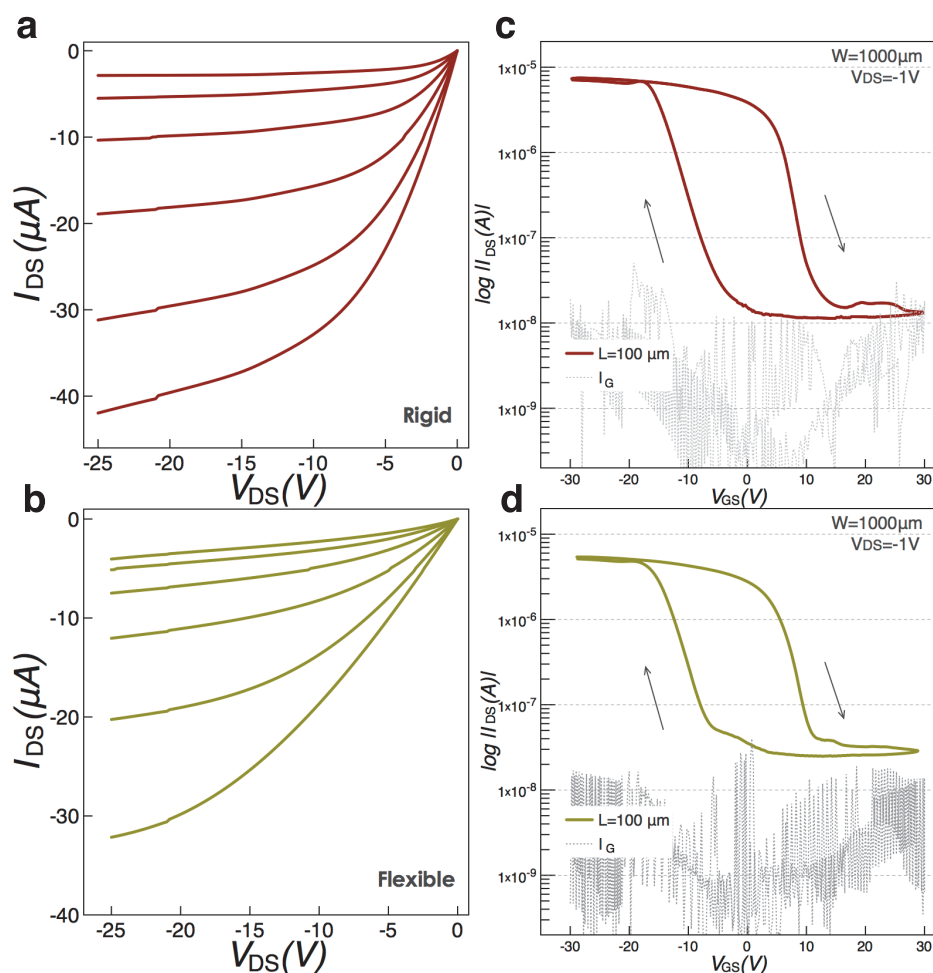 a
0
-10
-20
-30
-40
IDS (µA)
Rigid
-25 -20 -15 -10 -5 0
VDS(V)
c
W=1000µm
VDS=-1V
1x10-5
1x10-6
1x10-7
1x10-8
1x10-9
log |IDS(A)|
L=100 µm
IG
-30 -20 -10 0 10 20 30
VGS(V)
b
0
-10
-20
-30
-40
IDS (µA)
Flexible
-25 -20 -15 -10 -5 0
VDS(V)
d
W=1000µm
VDS=-1V
1x10-5
1x10-6
1x10-7
1x10-8
1x10-9
log |IDS(A)|
L=100 µm
IG
-30 -20 -10 0 10 20 30
VGS(V)